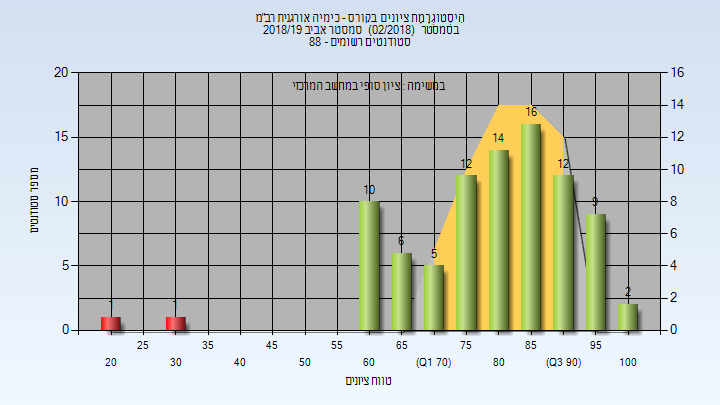 הִיסְטוֹגְרָמַת ציונים בקורס - כימיה אורגנית רב"מ
בסמסטר (02/2018) סמסטר אביב 2018/19
סטודנטים רשומים - 88
במשימה : ציון סופי במחשב המרכזי
20 16
15 14
10 12
5 10
0 8
6
4
2
0
מספר סטודנטים
1 1 10 6 5 12 14 16 12 9 2
25 35 45 55 65 75 85 95
20 30 40 50 60 (Q1 70) 80 (Q3 90) 100
טווח ציונים